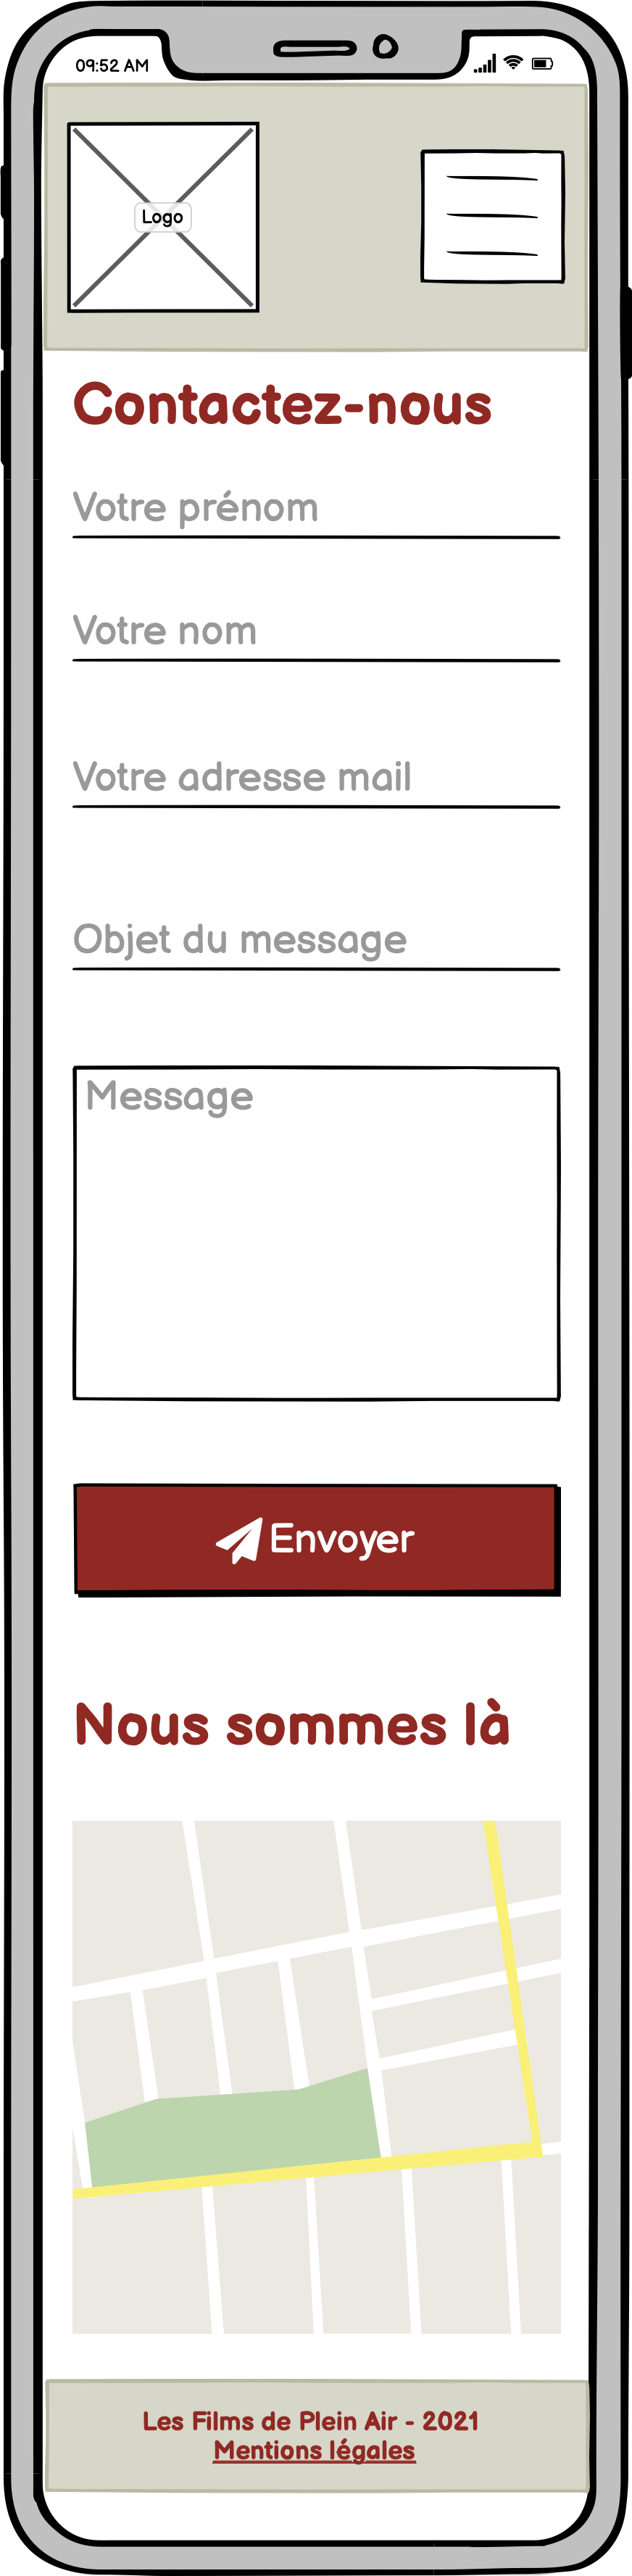 09:52 AM
Logo
Contactez-nous
Votre prénom
Votre nom
Votre adresse mail
Objet du message
Message
Envoyer
Nous sommes là
Les Films de Plein Air - 2021
Mentions légales